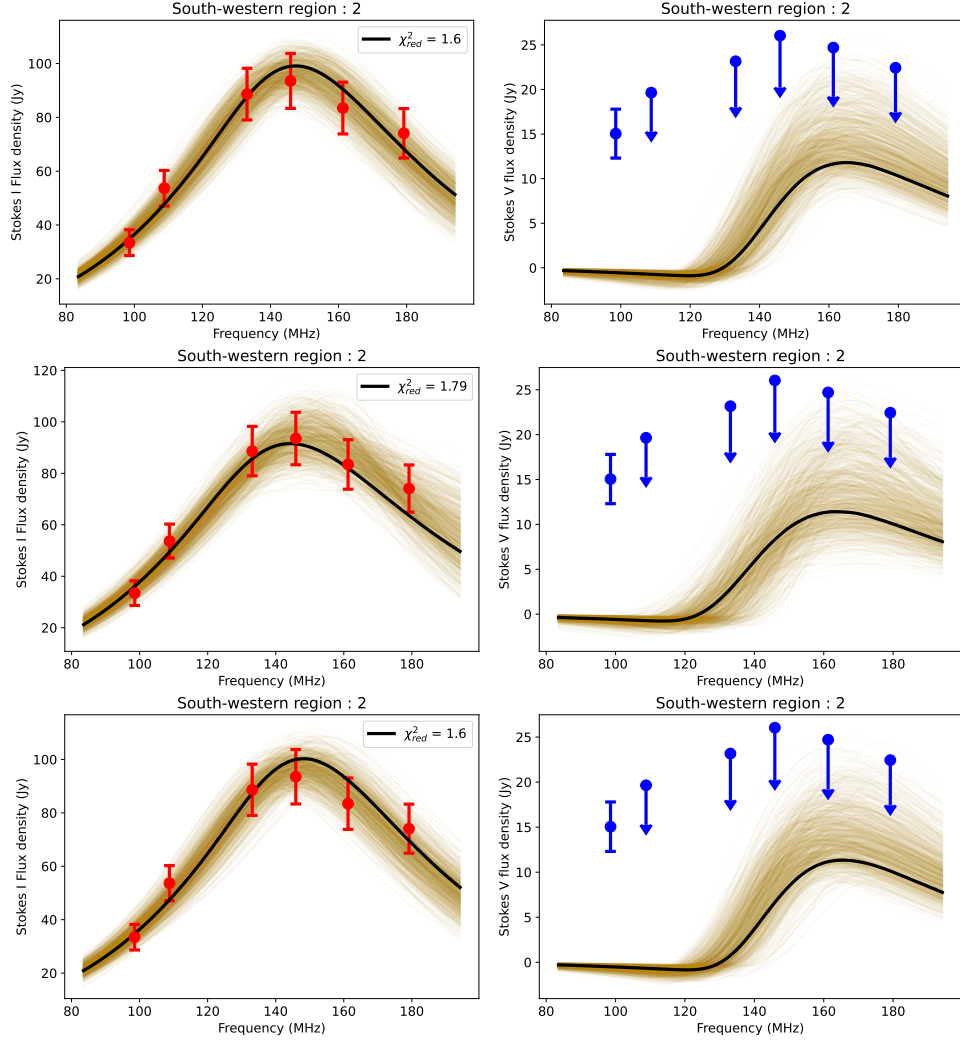 South-western region : 2
South-western region : 2
χ²red = 1.6
Stokes I Flux density (Jy)
100
80
60
40
20
80 100 120 140 160 180
Frequency (MHz)
Stokes V flux density (Jy)
25
20
15
10
5
0
80 100 120 140 160 180
Frequency (MHz)
South-western region : 2
South-western region : 2
χ²red = 1.79
Stokes I Flux density (Jy)
120
100
80
60
40
20
80 100 120 140 160 180
Frequency (MHz)
Stokes V flux density (Jy)
25
20
15
10
5
0
80 100 120 140 160 180
Frequency (MHz)
South-western region : 2
South-western region : 2
χ²red = 1.6
Stokes I Flux density (Jy)
100
80
60
40
20
80 100 120 140 160 180
Frequency (MHz)
Stokes V flux density (Jy)
25
20
15
10
5
0
80 100 120 140 160 180
Frequency (MHz)